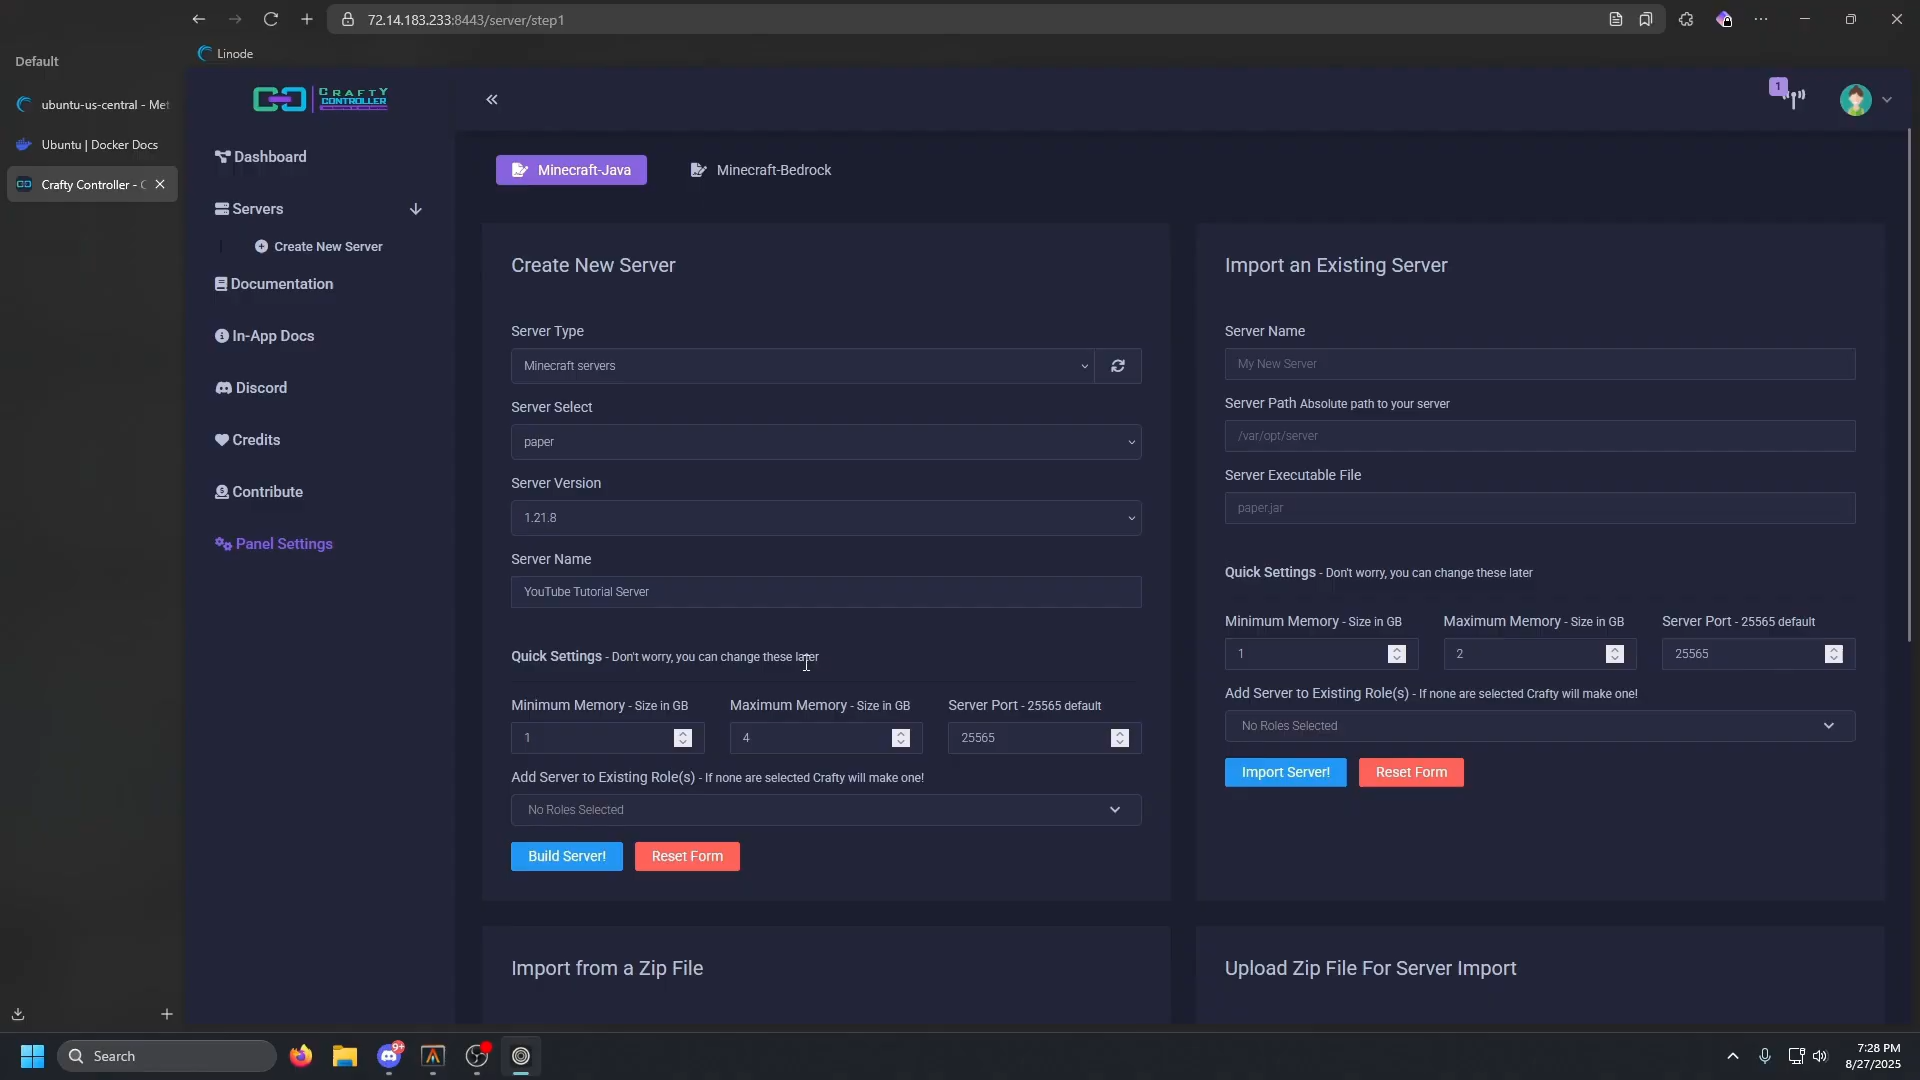 72.14.183.233:8443/server/step1
Linode
Default
ubuntu-us-central - Met
Ubuntu | Docker Docs
Crafty Controller - C
CRAFTY
CONTROLLER
1
Dashboard
Servers
Create New Server
Documentation
In-App Docs
Discord
Credits
Contribute
Panel Settings
Minecraft-Java
Minecraft-Bedrock
Create New Server
Server Type
Minecraft servers
Server Select
paper
Server Version
1.21.8
Server Name
YouTube Tutorial Server
Quick Settings - Don't worry, you can change these later
Minimum Memory - Size in GB
Maximum Memory - Size in GB
Server Port - 25565 default
1
4
25565
Add Server to Existing Role(s) - If none are selected Crafty will make one!
No Roles Selected
Build Server!
Reset Form
Import an Existing Server
Server Name
My New Server
Server Path Absolute path to your server
/var/opt/server
Server Executable File
paper.jar
Quick Settings - Don't worry, you can change these later
Minimum Memory - Size in GB
Maximum Memory - Size in GB
Server Port - 25565 default
1
2
25565
Add Server to Existing Role(s) - If none are selected Crafty will make one!
No Roles Selected
Import Server!
Reset Form
Import from a Zip File
Upload Zip File For Server Import
Search
9+
7:28 PM
8/27/2025